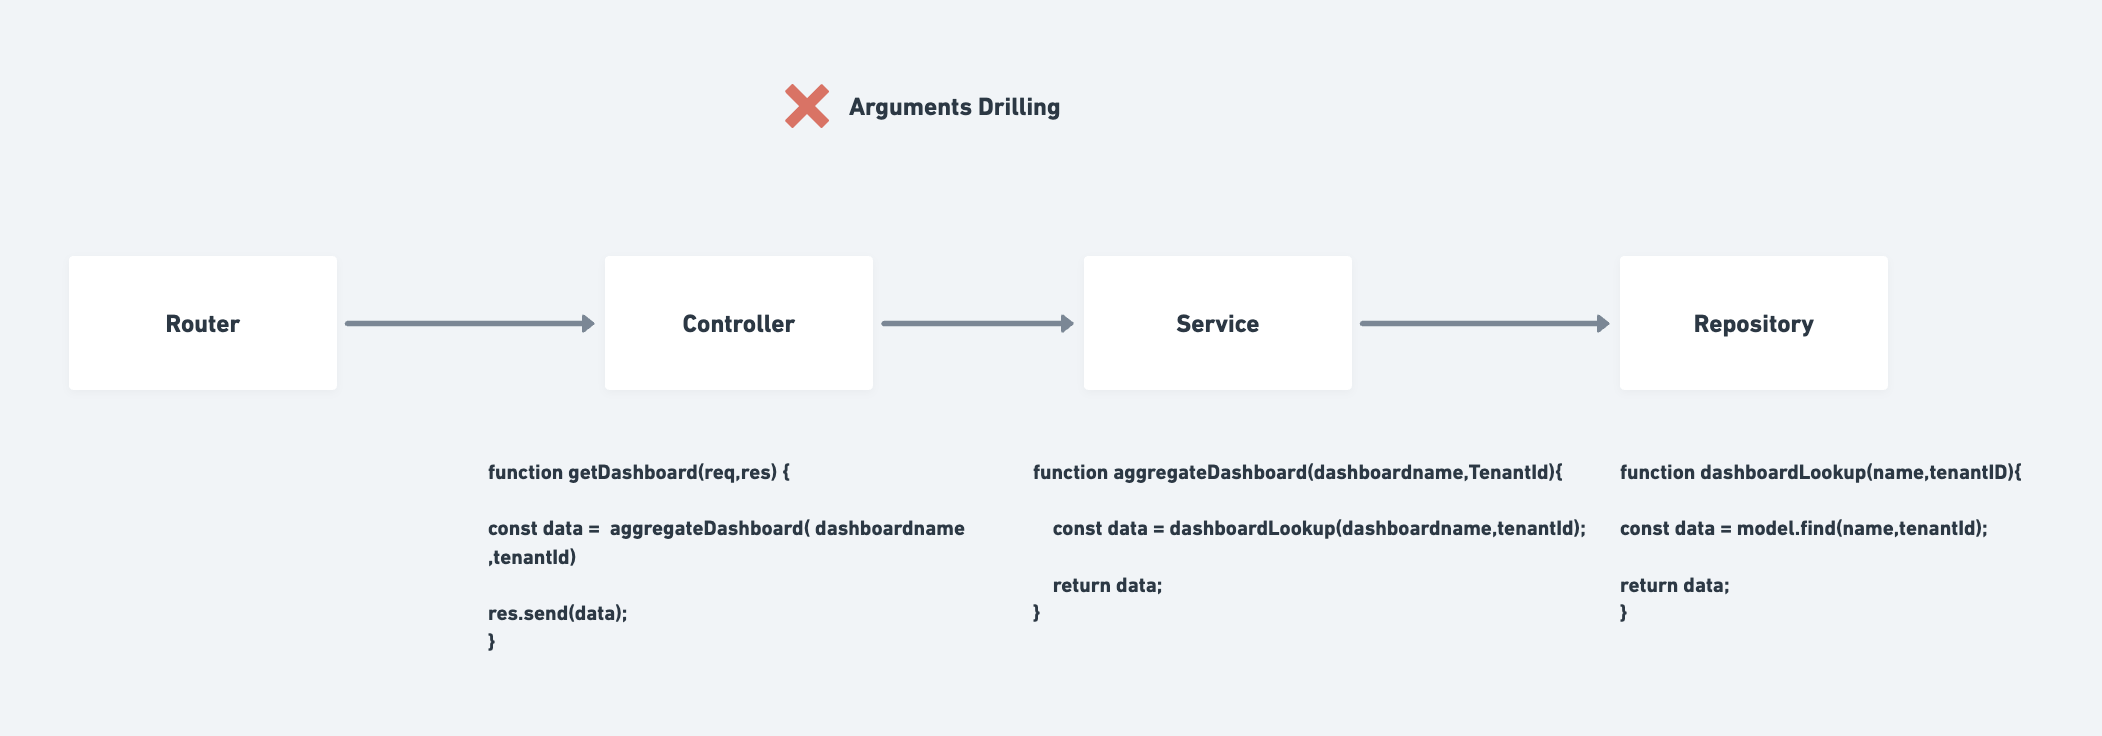 Arguments Drilling
Router
Controller
Service
Repository
function getDashboard(req,res) {
const data =  aggregateDashboard( dashboardname
,tenantId)
res.send(data);
}
function aggregateDashboard(dashboardname,TenantId){
const data = dashboardLookup(dashboardname,tenantId);
return data;
}
function dashboardLookup(name,tenantID){
const data = model.find(name,tenantId);
return data;
}